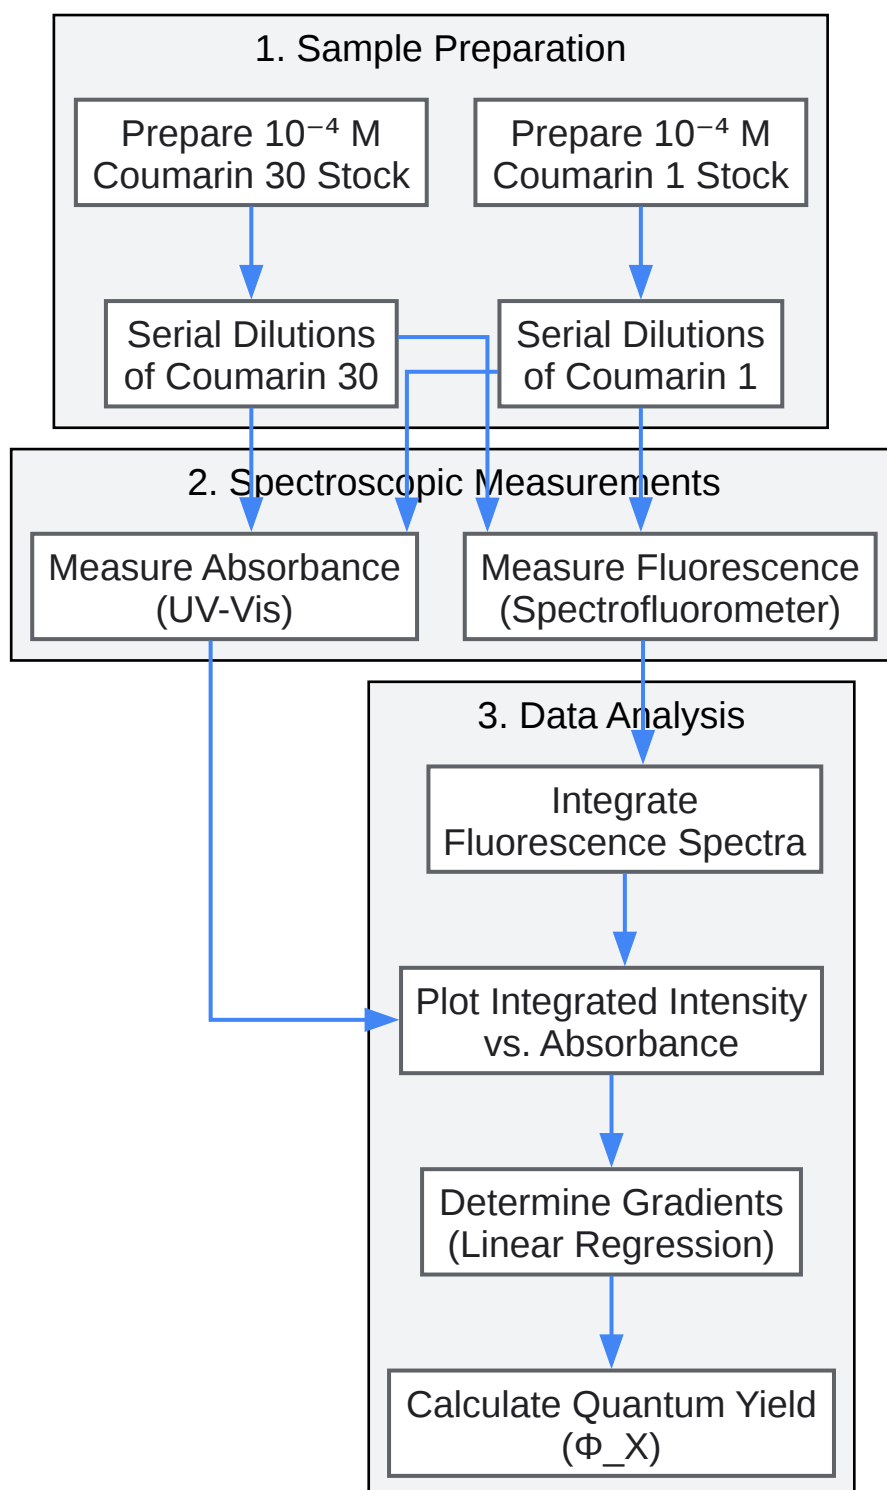 1. Sample Preparation
Prepare 10⁻⁴ M
Coumarin 30 Stock
Prepare 10⁻⁴ M
Coumarin 1 Stock
Serial Dilutions
of Coumarin 30
Serial Dilutions
of Coumarin 1
2. Spectroscopic Measurements
Measure Absorbance
(UV-Vis)
Measure Fluorescence
(Spectrofluorometer)
3. Data Analysis
Integrate
Fluorescence Spectra
Plot Integrated Intensity
vs. Absorbance
Determine Gradients
(Linear Regression)
Calculate Quantum Yield
(Φ_X)